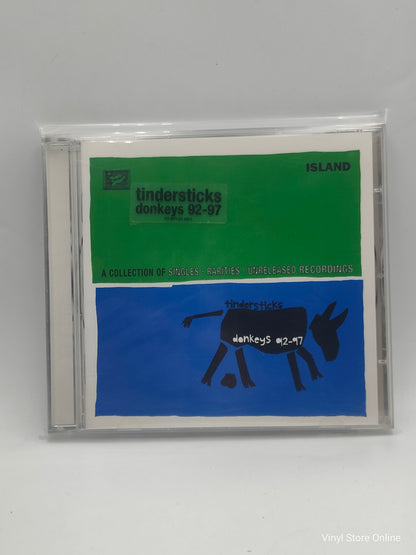 ISLAND
tindersticks
donkeys 92-97
A COLLECTION OF SINGLES · RARITIES · UNRELEASED RECORDINGS
tindersticks
donkeys 92-97
Vinyl Store Online